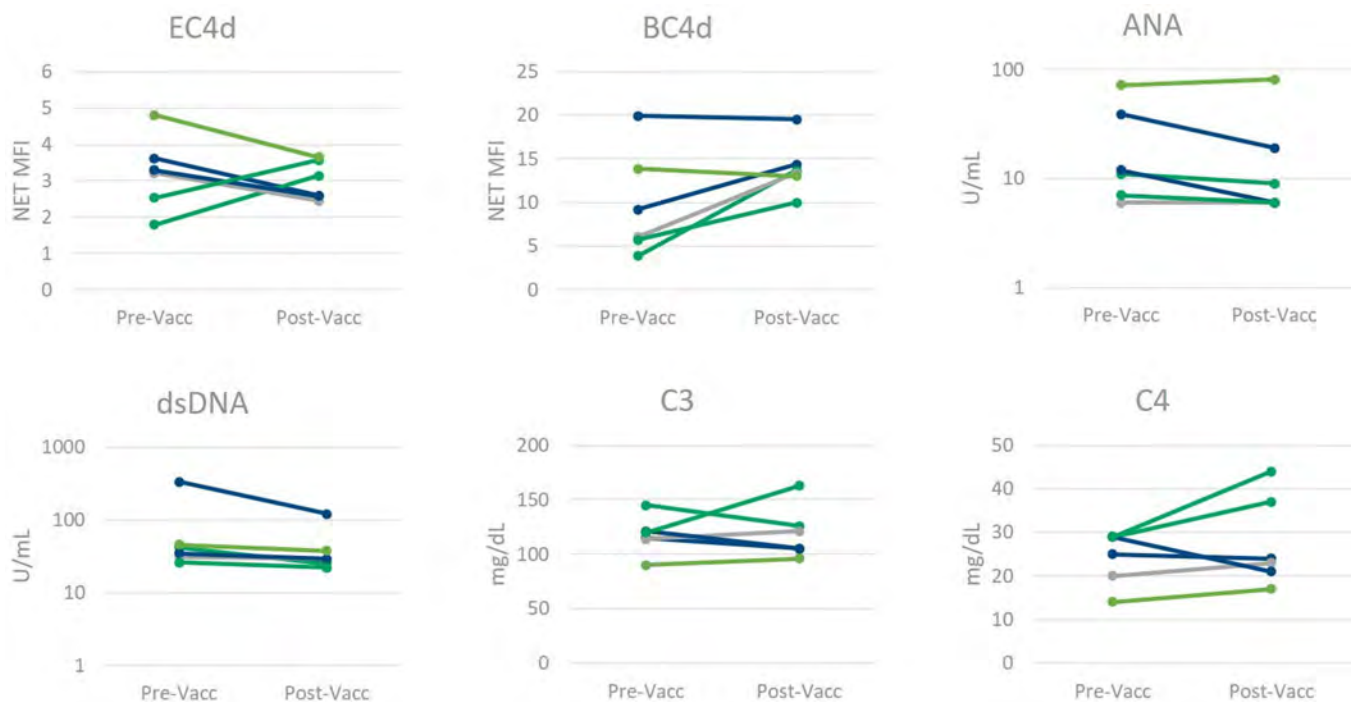 EC4d
NET MFI
6
5
4
3
2
1
0
Pre-Vacc Post-Vacc
BC4d
NET MFI
25
20
15
10
5
0
Pre-Vacc Post-Vacc
ANA
U/mL
100
10
1
Pre-Vacc Post-Vacc
dsDNA
U/mL
1000
100
10
1
Pre-Vacc Post-Vacc
C3
mg/dL
200
150
100
50
0
Pre-Vacc Post-Vacc
C4
mg/dL
50
40
30
20
10
0
Pre-Vacc Post-Vacc